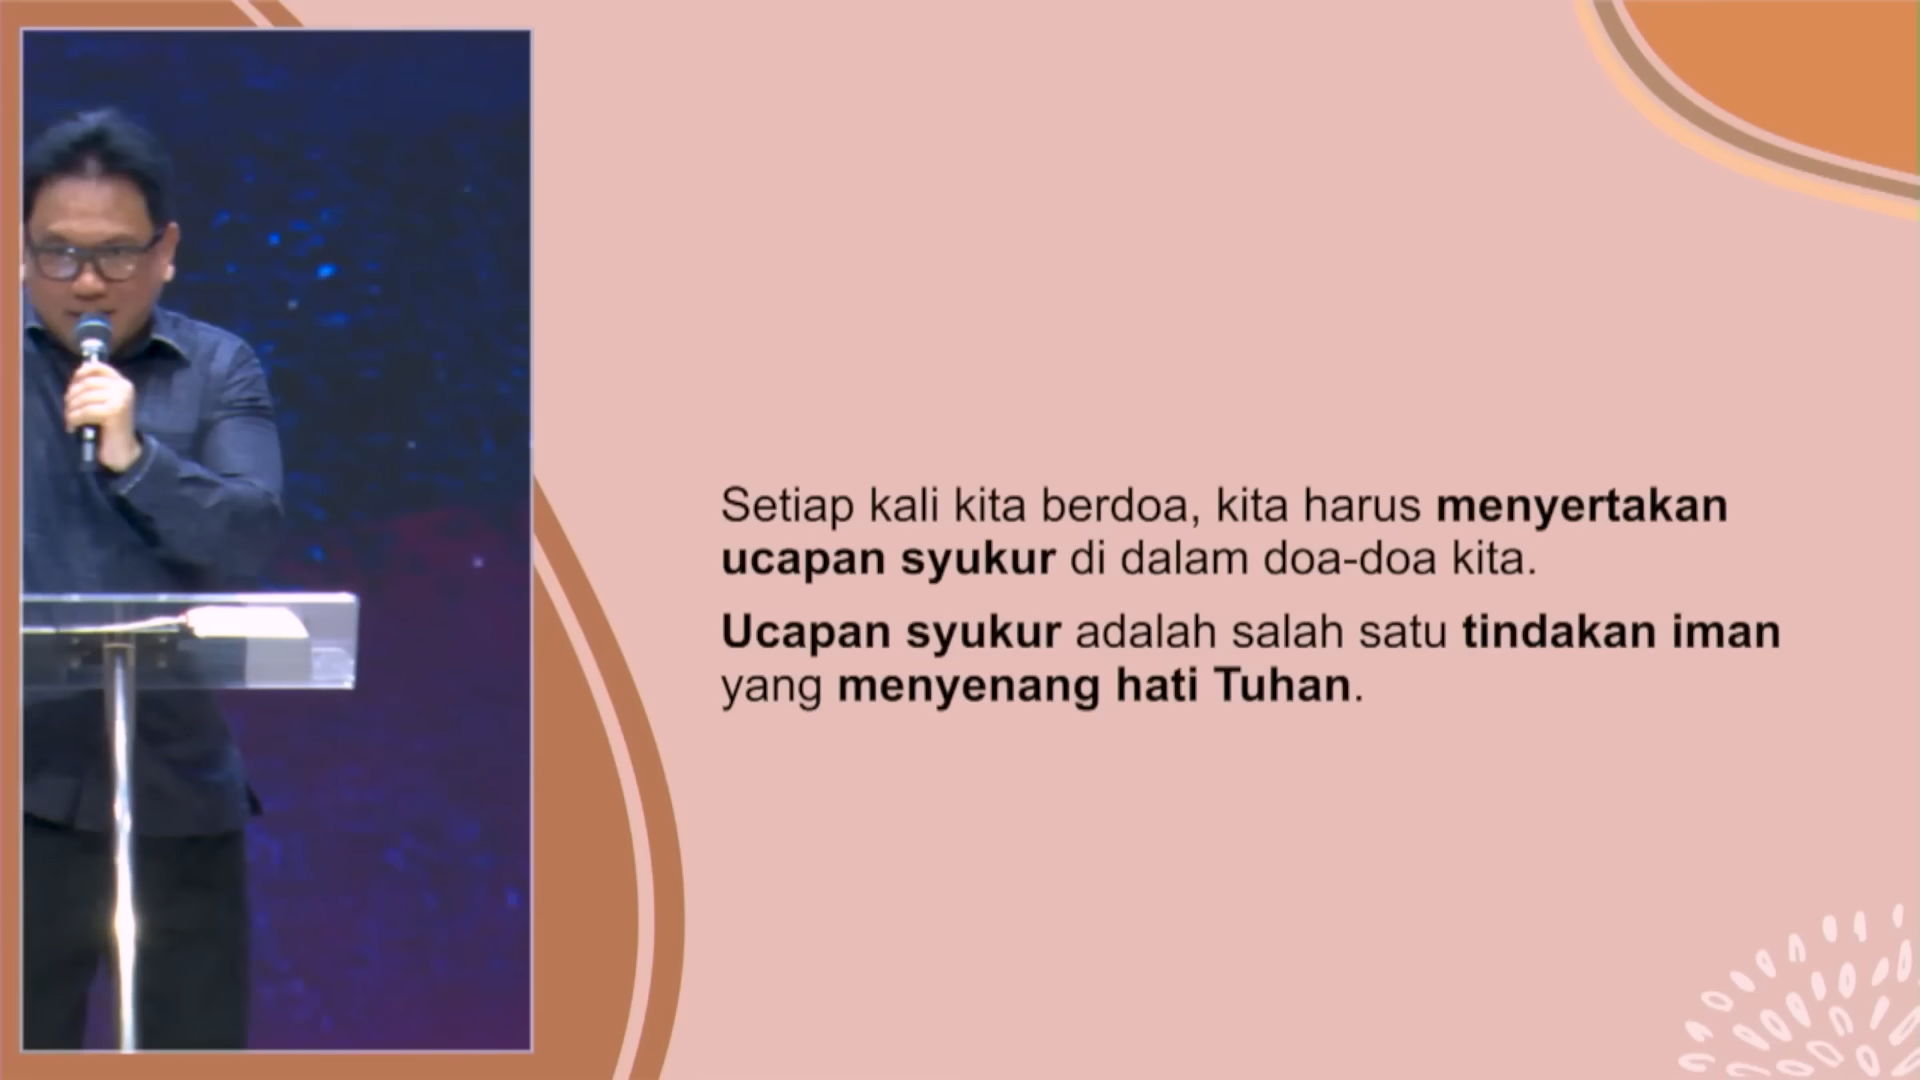 Setiap kali kita berdoa, kita harus menyertakan
ucapan syukur di dalam doa-doa kita.
Ucapan syukur adalah salah satu tindakan iman
yang menyenang hati Tuhan.